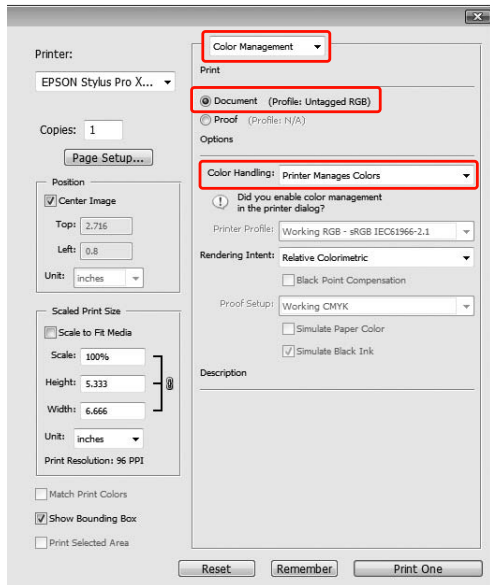 Printer:
EPSON Stylus Pro X...
Copies: 1
Page Setup...
Position
Center Image
Top: 2.716
Left: 0.8
Unit: inches
Scaled Print Size
Scale to Fit Media
Scale: 100%
Height: 5.333
Width: 6.666
Unit: inches
Print Resolution: 96 PPI
Match Print Colors
Show Bounding Box
Print Selected Area
Color Management
Print
Document (Profile: Untagged RGB)
Proof (Profile: N/A)
Options
Color Handling: Printer Manages Colors
Did you enable color management
in the printer dialog?
Printer Profile: Working RGB - sRGB IEC61966-2.1
Rendering Intent: Relative Colorimetric
Black Point Compensation
Proof Setup: Working CMYK
Simulate Paper Color
Simulate Black Ink
Description
Reset
Remember
Print One